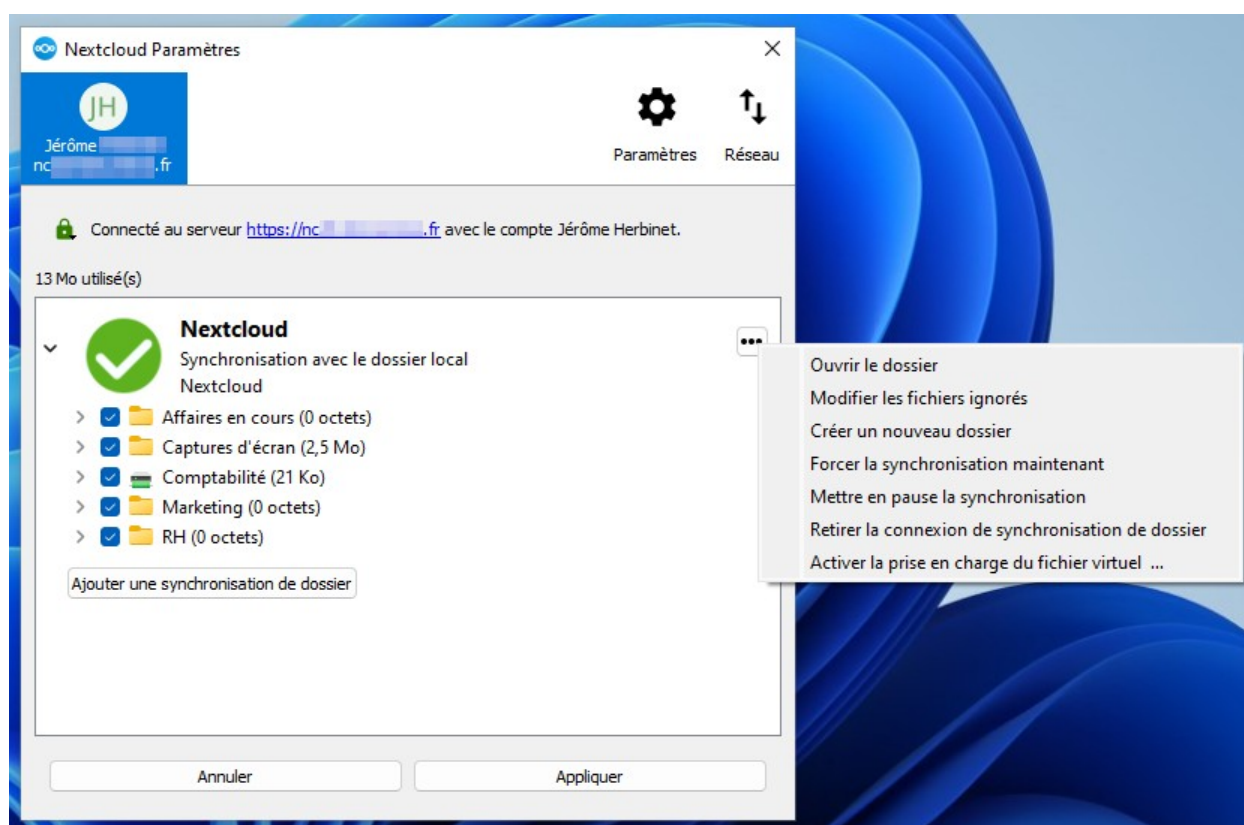 Nextcloud Paramètres
JH
Jérôme
nc .fr
Paramètres
Réseau
Connecté au serveur https://nc .fr avec le compte Jérôme Herbinet.
13 Mo utilisé(s)
Nextcloud
Synchronisation avec le dossier local
Nextcloud
Affaires en cours (0 octets)
Captures d'écran (2,5 Mo)
Comptabilité (21 Ko)
Marketing (0 octets)
RH (0 octets)
Ajouter une synchronisation de dossier
Ouvrir le dossier
Modifier les fichiers ignorés
Créer un nouveau dossier
Forcer la synchronisation maintenant
Mettre en pause la synchronisation
Retirer la connexion de synchronisation de dossier
Activer la prise en charge du fichier virtuel ...
Annuler
Appliquer